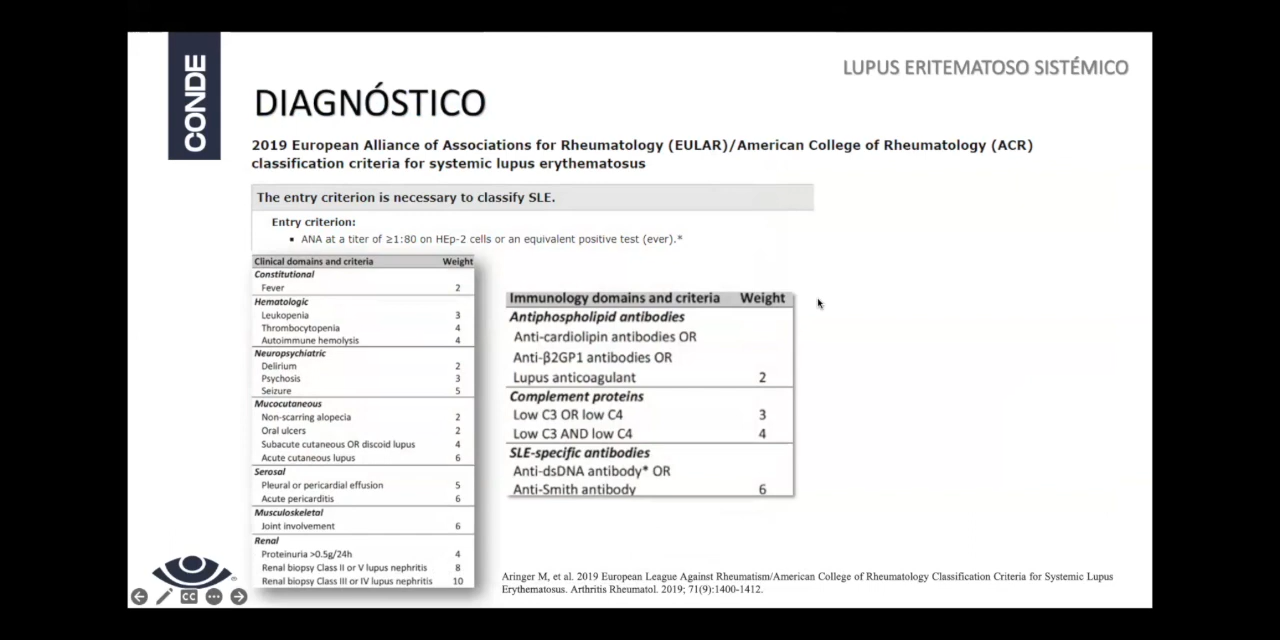 CONDE
LUPUS ERITEMATOSO SISTÉMICO
DIAGNÓSTICO
2019 European Alliance of Associations for Rheumatology (EULAR)/American College of Rheumatology (ACR)
classification criteria for systemic lupus erythematosus
The entry criterion is necessary to classify SLE.
Entry criterion:
▪ ANA at a titer of ≥1:80 on HEp-2 cells or an equivalent positive test (ever).*
Clinical domains and criteria Weight
Constitutional
Fever 2
Hematologic
Leukopenia 3
Thrombocytopenia 4
Autoimmune hemolysis 4
Neuropsychiatric
Delirium 2
Psychosis 3
Seizure 5
Mucocutaneous
Non-scarring alopecia 2
Oral ulcers 2
Subacute cutaneous OR discoid lupus 4
Acute cutaneous lupus 6
Serosal
Pleural or pericardial effusion 5
Acute pericarditis 6
Musculoskeletal
Joint involvement 6
Renal
Proteinuria >0.5g/24h 4
Renal biopsy Class II or V lupus nephritis 8
Renal biopsy Class III or IV lupus nephritis 10
Immunology domains and criteria Weight
Antiphospholipid antibodies
Anti-cardiolipin antibodies OR
Anti-β2GP1 antibodies OR
Lupus anticoagulant 2
Complement proteins
Low C3 OR low C4 3
Low C3 AND low C4 4
SLE-specific antibodies
Anti-dsDNA antibody* OR
Anti-Smith antibody 6
Aringer M, et al. 2019 European League Against Rheumatism/American College of Rheumatology Classification Criteria for Systemic Lupus
Erythematosus. Arthritis Rheumatol. 2019; 71(9):1400-1412.
CC